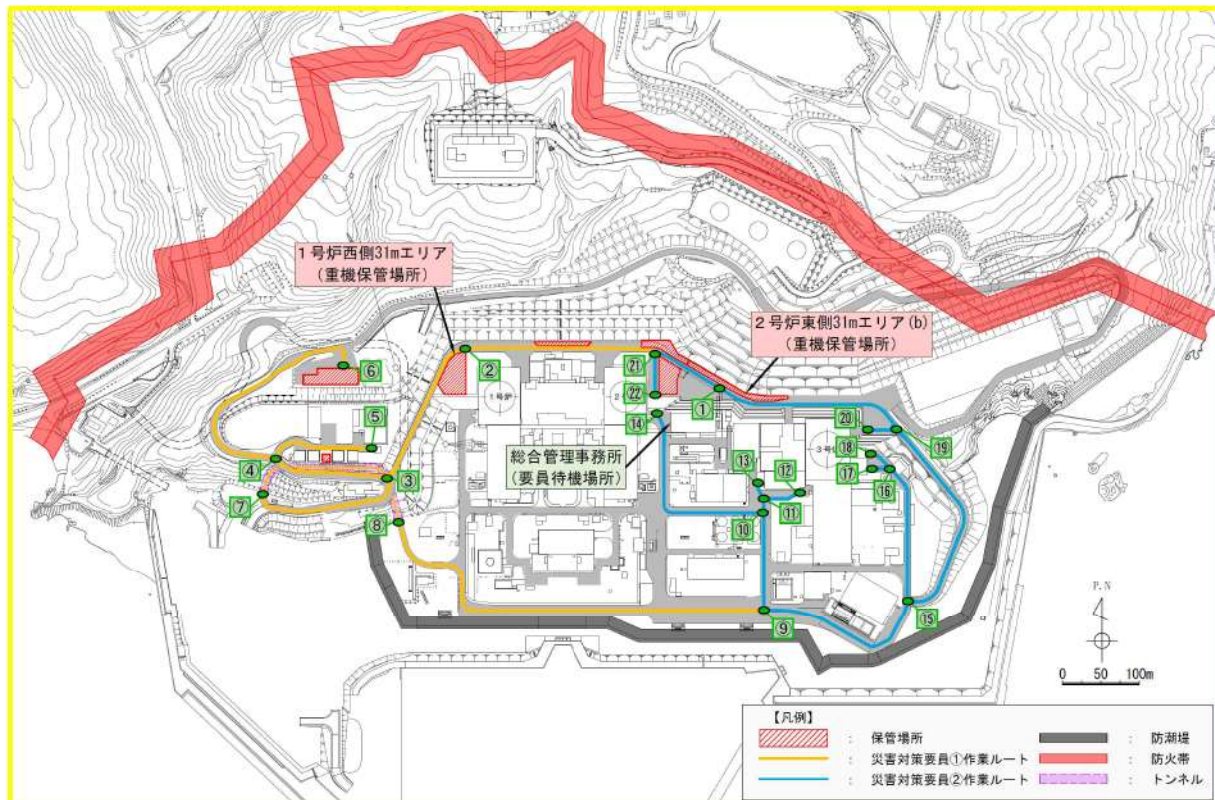 1号炉西側31mエリア
(重機保管場所)
2号炉東側31mエリア(b)
(重機保管場所)
⑥
②
1号炉
㉑
2
㉒
①
⑭
総合管理事務所
(要員待機場所)
⑤
④
③
⑦
⑧
⑬
⑫
⑪
⑩
3号
⑳
⑲
⑱
⑰
⑯
⑨
⑮
P.N
0 50 100m
【凡例】
: 保管場所
: 災害対策要員①作業ルート
: 災害対策要員②作業ルート
: 防潮堤
: 防火帯
: トンネル